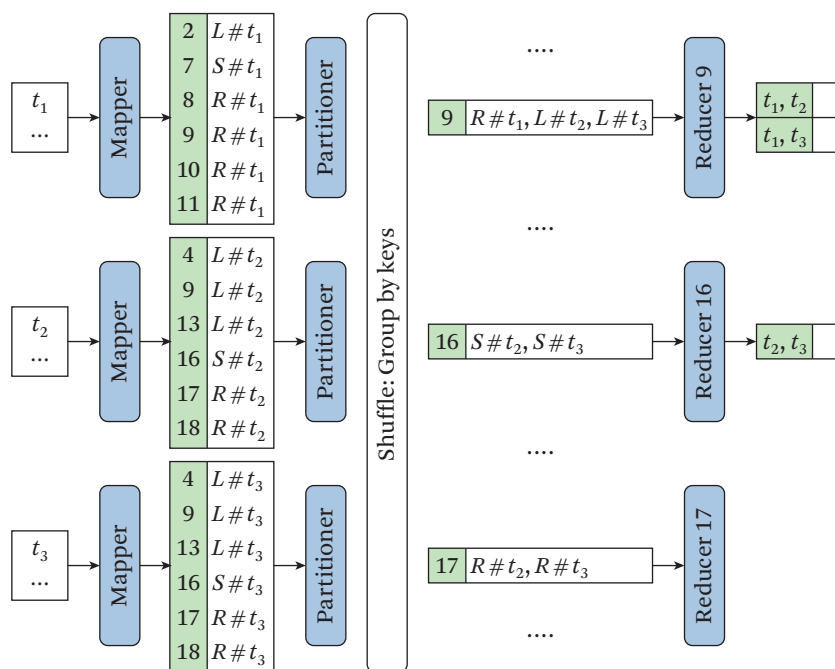 t₁
...
Mapper
2 L#t₁
7 S#t₁
8 R#t₁
9 R#t₁
10 R#t₁
11 R#t₁
Partitioner
t₂
...
Mapper
4 L#t₂
9 L#t₂
13 L#t₂
16 S#t₂
17 R#t₂
18 R#t₂
Partitioner
t₃
...
Mapper
4 L#t₃
9 L#t₃
13 L#t₃
16 S#t₃
17 R#t₃
18 R#t₃
Partitioner
Shuffle: Group by keys
....
9 R#t₁, L#t₂, L#t₃
Reducer 9
t₁, t₂
t₁, t₃
....
16 S#t₂, S#t₃
Reducer 16
t₂, t₃
....
17 R#t₂, R#t₃
Reducer 17
....